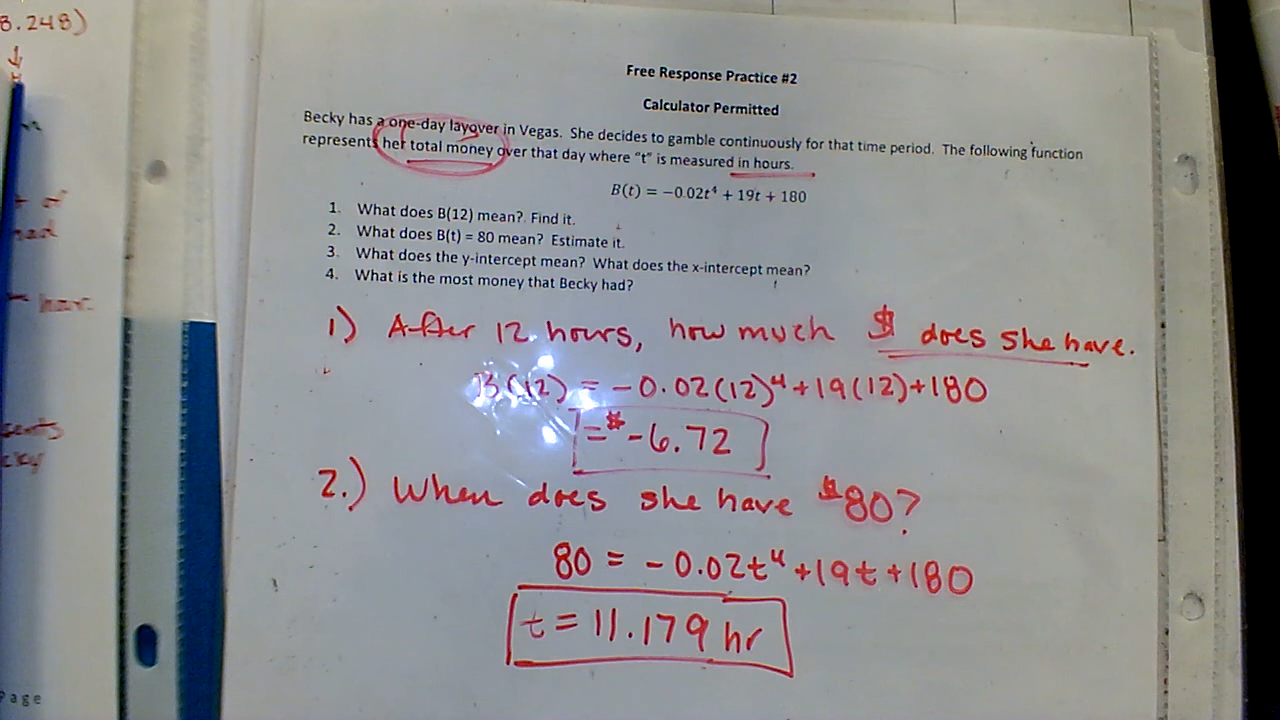 3.248)
Free Response Practice #2
Calculator Permitted
Becky has a one-day layover in Vegas. She decides to gamble continuously for that time period. The following function
represents her total money over that day where "t" is measured in hours.
B(t) = −0.02t⁴ + 19t + 180
1. What does B(12) mean? Find it.
2. What does B(t) = 80 mean? Estimate it.
3. What does the y-intercept mean? What does the x-intercept mean?
4. What is the most money that Becky had?
1) After 12 hours, how much $ does she have.
B(12) = -0.02(12)⁴+19(12)+180
=$-6.72
2.) When does she have $80?
80 = -0.02t⁴+19t+180
t = 11.179 hr
Page